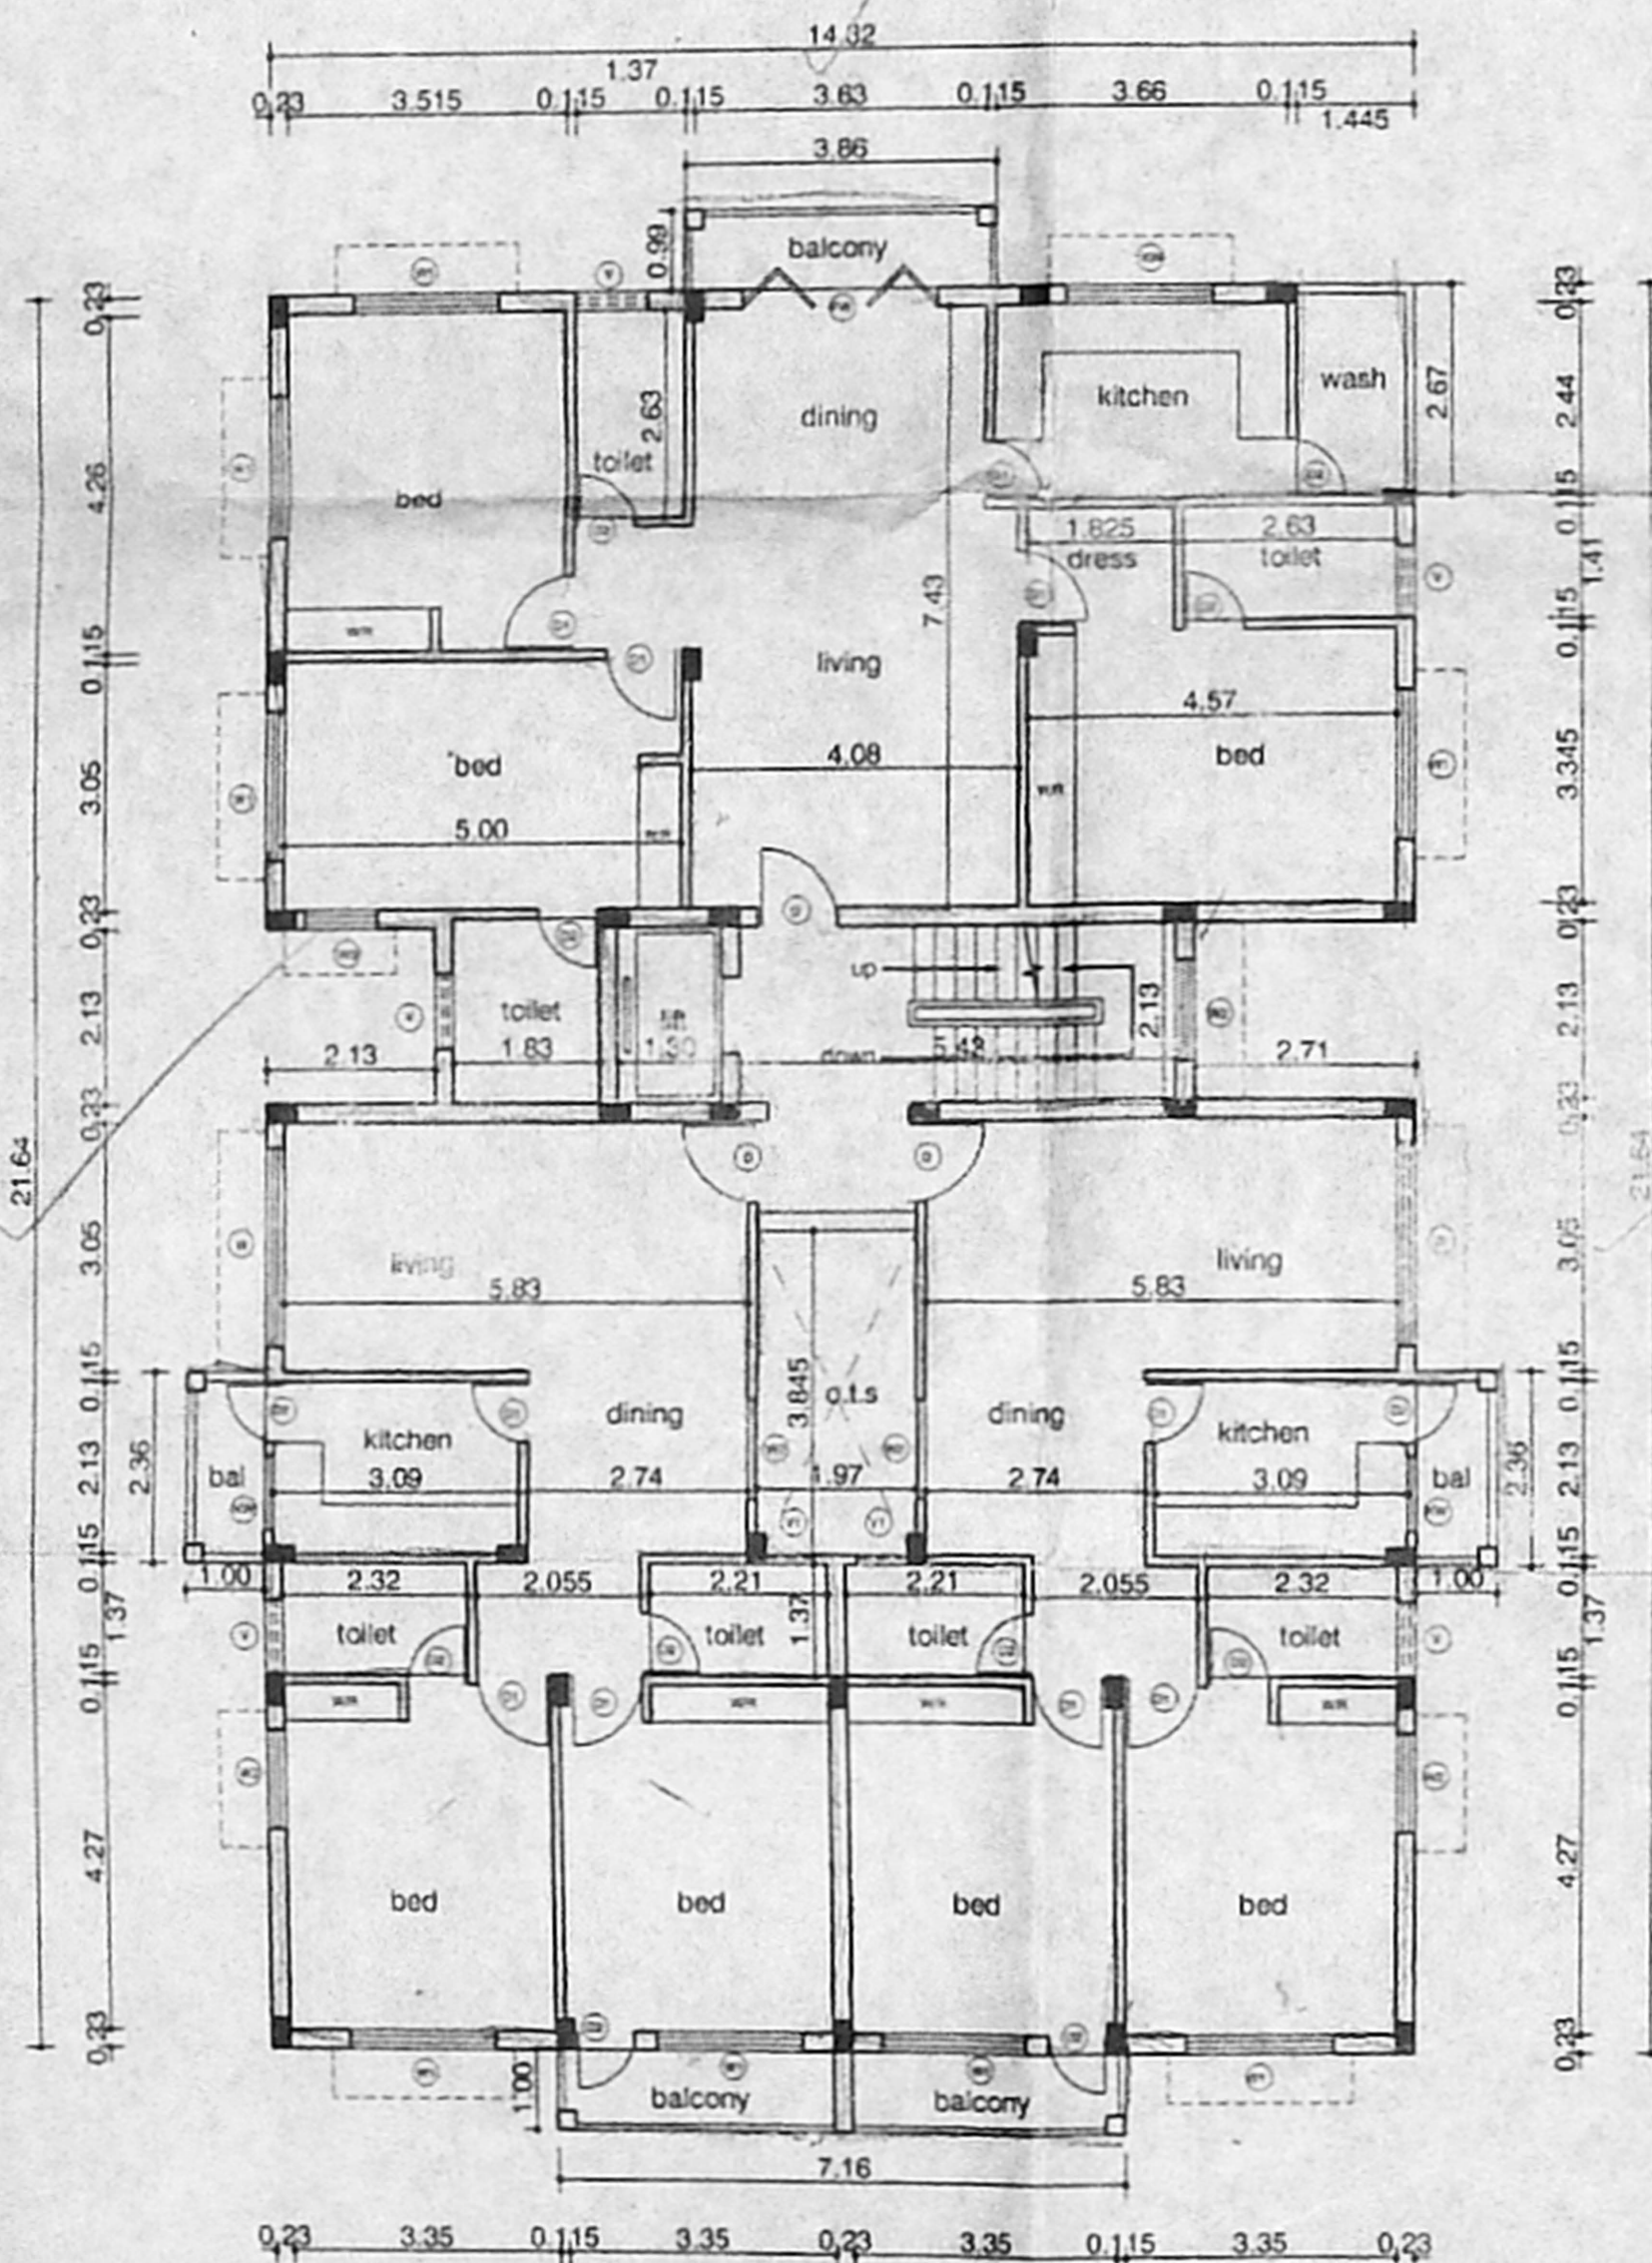 14.32
1.37
0.23 3.515 0.115 0.115 3.63 0.115 3.66 0.115
1.445
3.86
0.99
balcony
0.23
0.23
kitchen
wash
2.67
2.44
dining
2.63
toilet
4.26
bed
0.115
1.825 2.63
dress toilet
1.41
7.43
0.115
0.115
living
4.57
bed
4.08
bed
3.05
3.345
5.00
0.23
0.23
up
toilet
2.13
2.13
2.13
2.13 1.83
down
2.71
0.23
0.23
21.64
21.64
living
living
3.05
3.05
5.83
5.83
0.115
0.115
3.845
o.t.s
dining
dining
kitchen
kitchen
2.36
2.13
bal
3.09 2.74 1.97 2.74 3.09
bal
2.36
2.13
0.115
0.115
1.00 2.32 2.055 2.21 2.21 2.055 2.32 1.00
1.37
1.37
1.37
toilet toilet toilet toilet
0.115
0.115
4.27
4.27
bed bed bed bed
0.23
0.23
1.00
balcony balcony
7.16
0.23 3.35 0.115 3.35 0.23 3.35 0.115 3.35 0.23